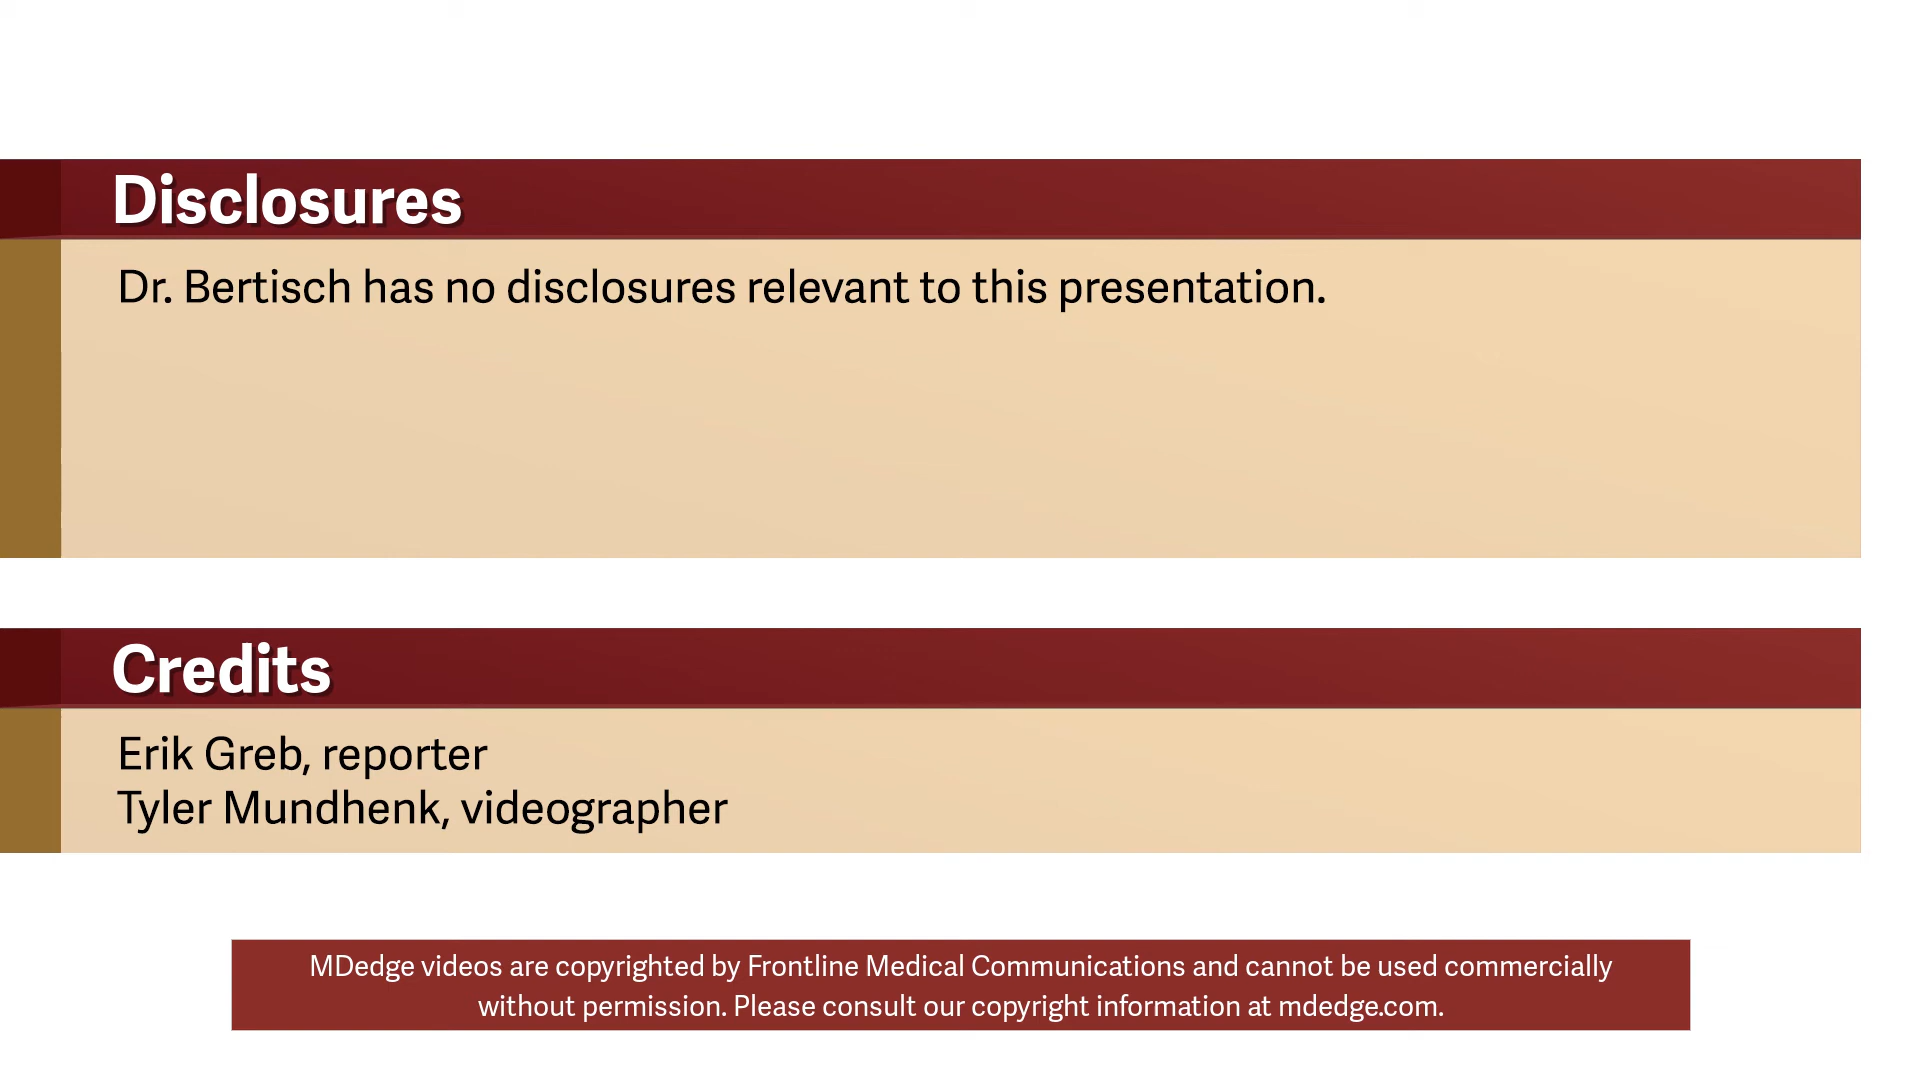 Disclosures
Dr. Bertisch has no disclosures relevant to this presentation.
Credits
Erik Greb, reporter
Tyler Mundhenk, videographer
MDedge videos are copyrighted by Frontline Medical Communications and cannot be used commercially
without permission. Please consult our copyright information at mdedge.com.